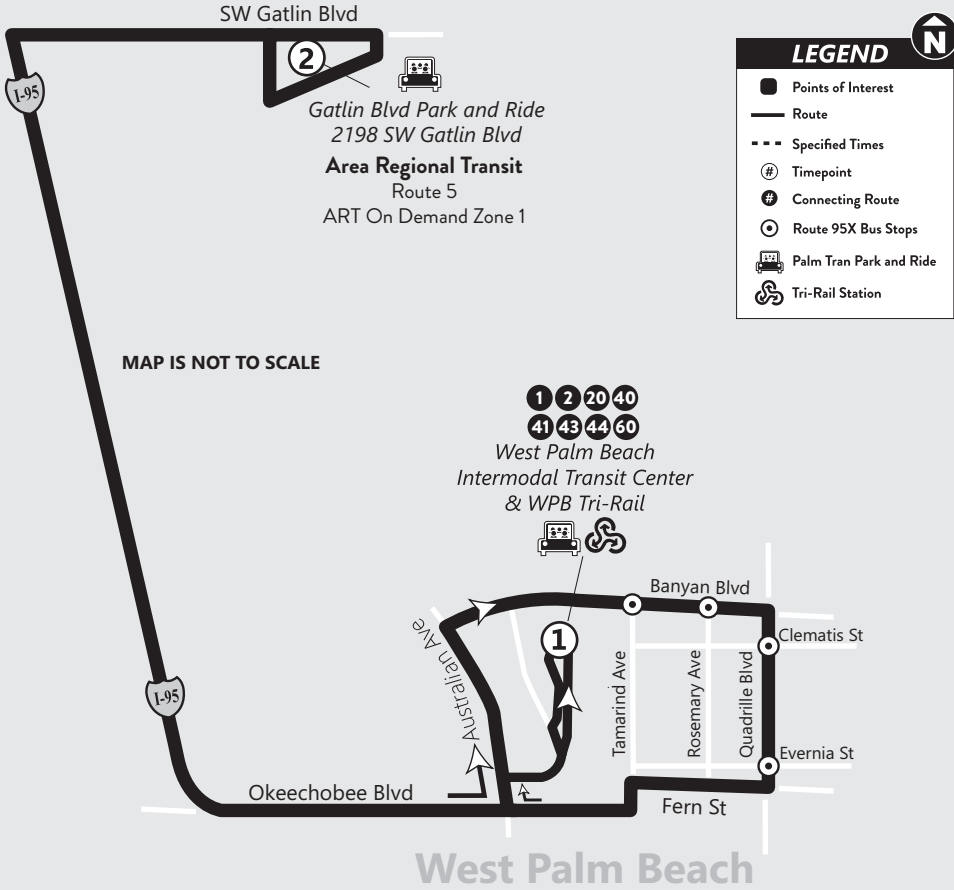 SW Gatlin Blvd
I-95
2
Gatlin Blvd Park and Ride
2198 SW Gatlin Blvd
Area Regional Transit
Route 5
ART On Demand Zone 1
N
LEGEND
Points of Interest
Route
Specified Times
# Timepoint
# Connecting Route
Route 95X Bus Stops
Palm Tran Park and Ride
Tri-Rail Station
MAP IS NOT TO SCALE
1 2 20 40
41 43 44 60
West Palm Beach
Intermodal Transit Center
& WPB Tri-Rail
Banyan Blvd
Clematis St
1
Australian Ave
Tamarind Ave
Rosemary Ave
Quadrille Blvd
I-95
Evernia St
Okeechobee Blvd
Fern St
West Palm Beach